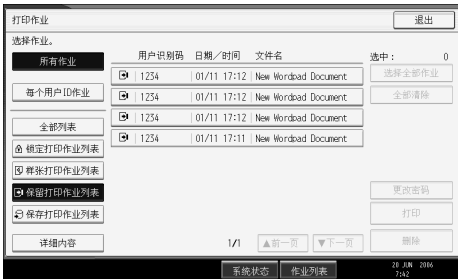 打印作业
退出
选择作业。
所有作业
每个用户ID作业
全部列表
锁定打印作业列表
样张打印作业列表
保留打印作业列表
保存打印作业列表
详细内容
用户识别码 日期/时间 文件名
1234 01/11 17:12 New Wordpad Document
1234 01/11 17:12 New Wordpad Document
1234 01/11 17:12 New Wordpad Document
1234 01/11 17:11 New Wordpad Document
1/1 ▲前一页 ▼下一页
选中: 0
选择全部作业
全部清除
更改密码
打印
删除
系统状态 作业列表
20 JUN 2006
7:42